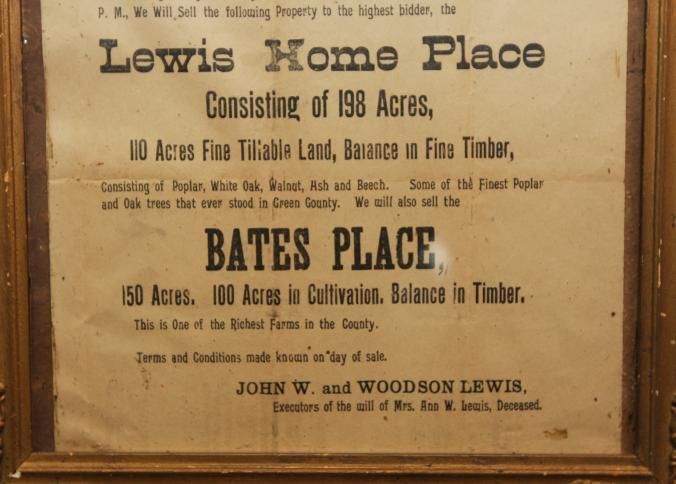 P. M., We Will Sell the following Property to the highest bidder, the
Lewis Home Place
Consisting of 198 Acres,
110 Acres Fine Tillable Land, Balance in Fine Timber,
Consisting of Poplar, White Oak, Walnut, Ash and Beech. Some of the Finest Poplar
and Oak trees that ever stood in Green County. We will also sell the
BATES PLACE,
150 Acres. 100 Acres in Cultivation. Balance in Timber.
This is One of the Richest Farms in the County.
Terms and Conditions made known on day of sale.
JOHN W. and WOODSON LEWIS,
Executors of the will of Mrs. Ann W. Lewis, Deceased.